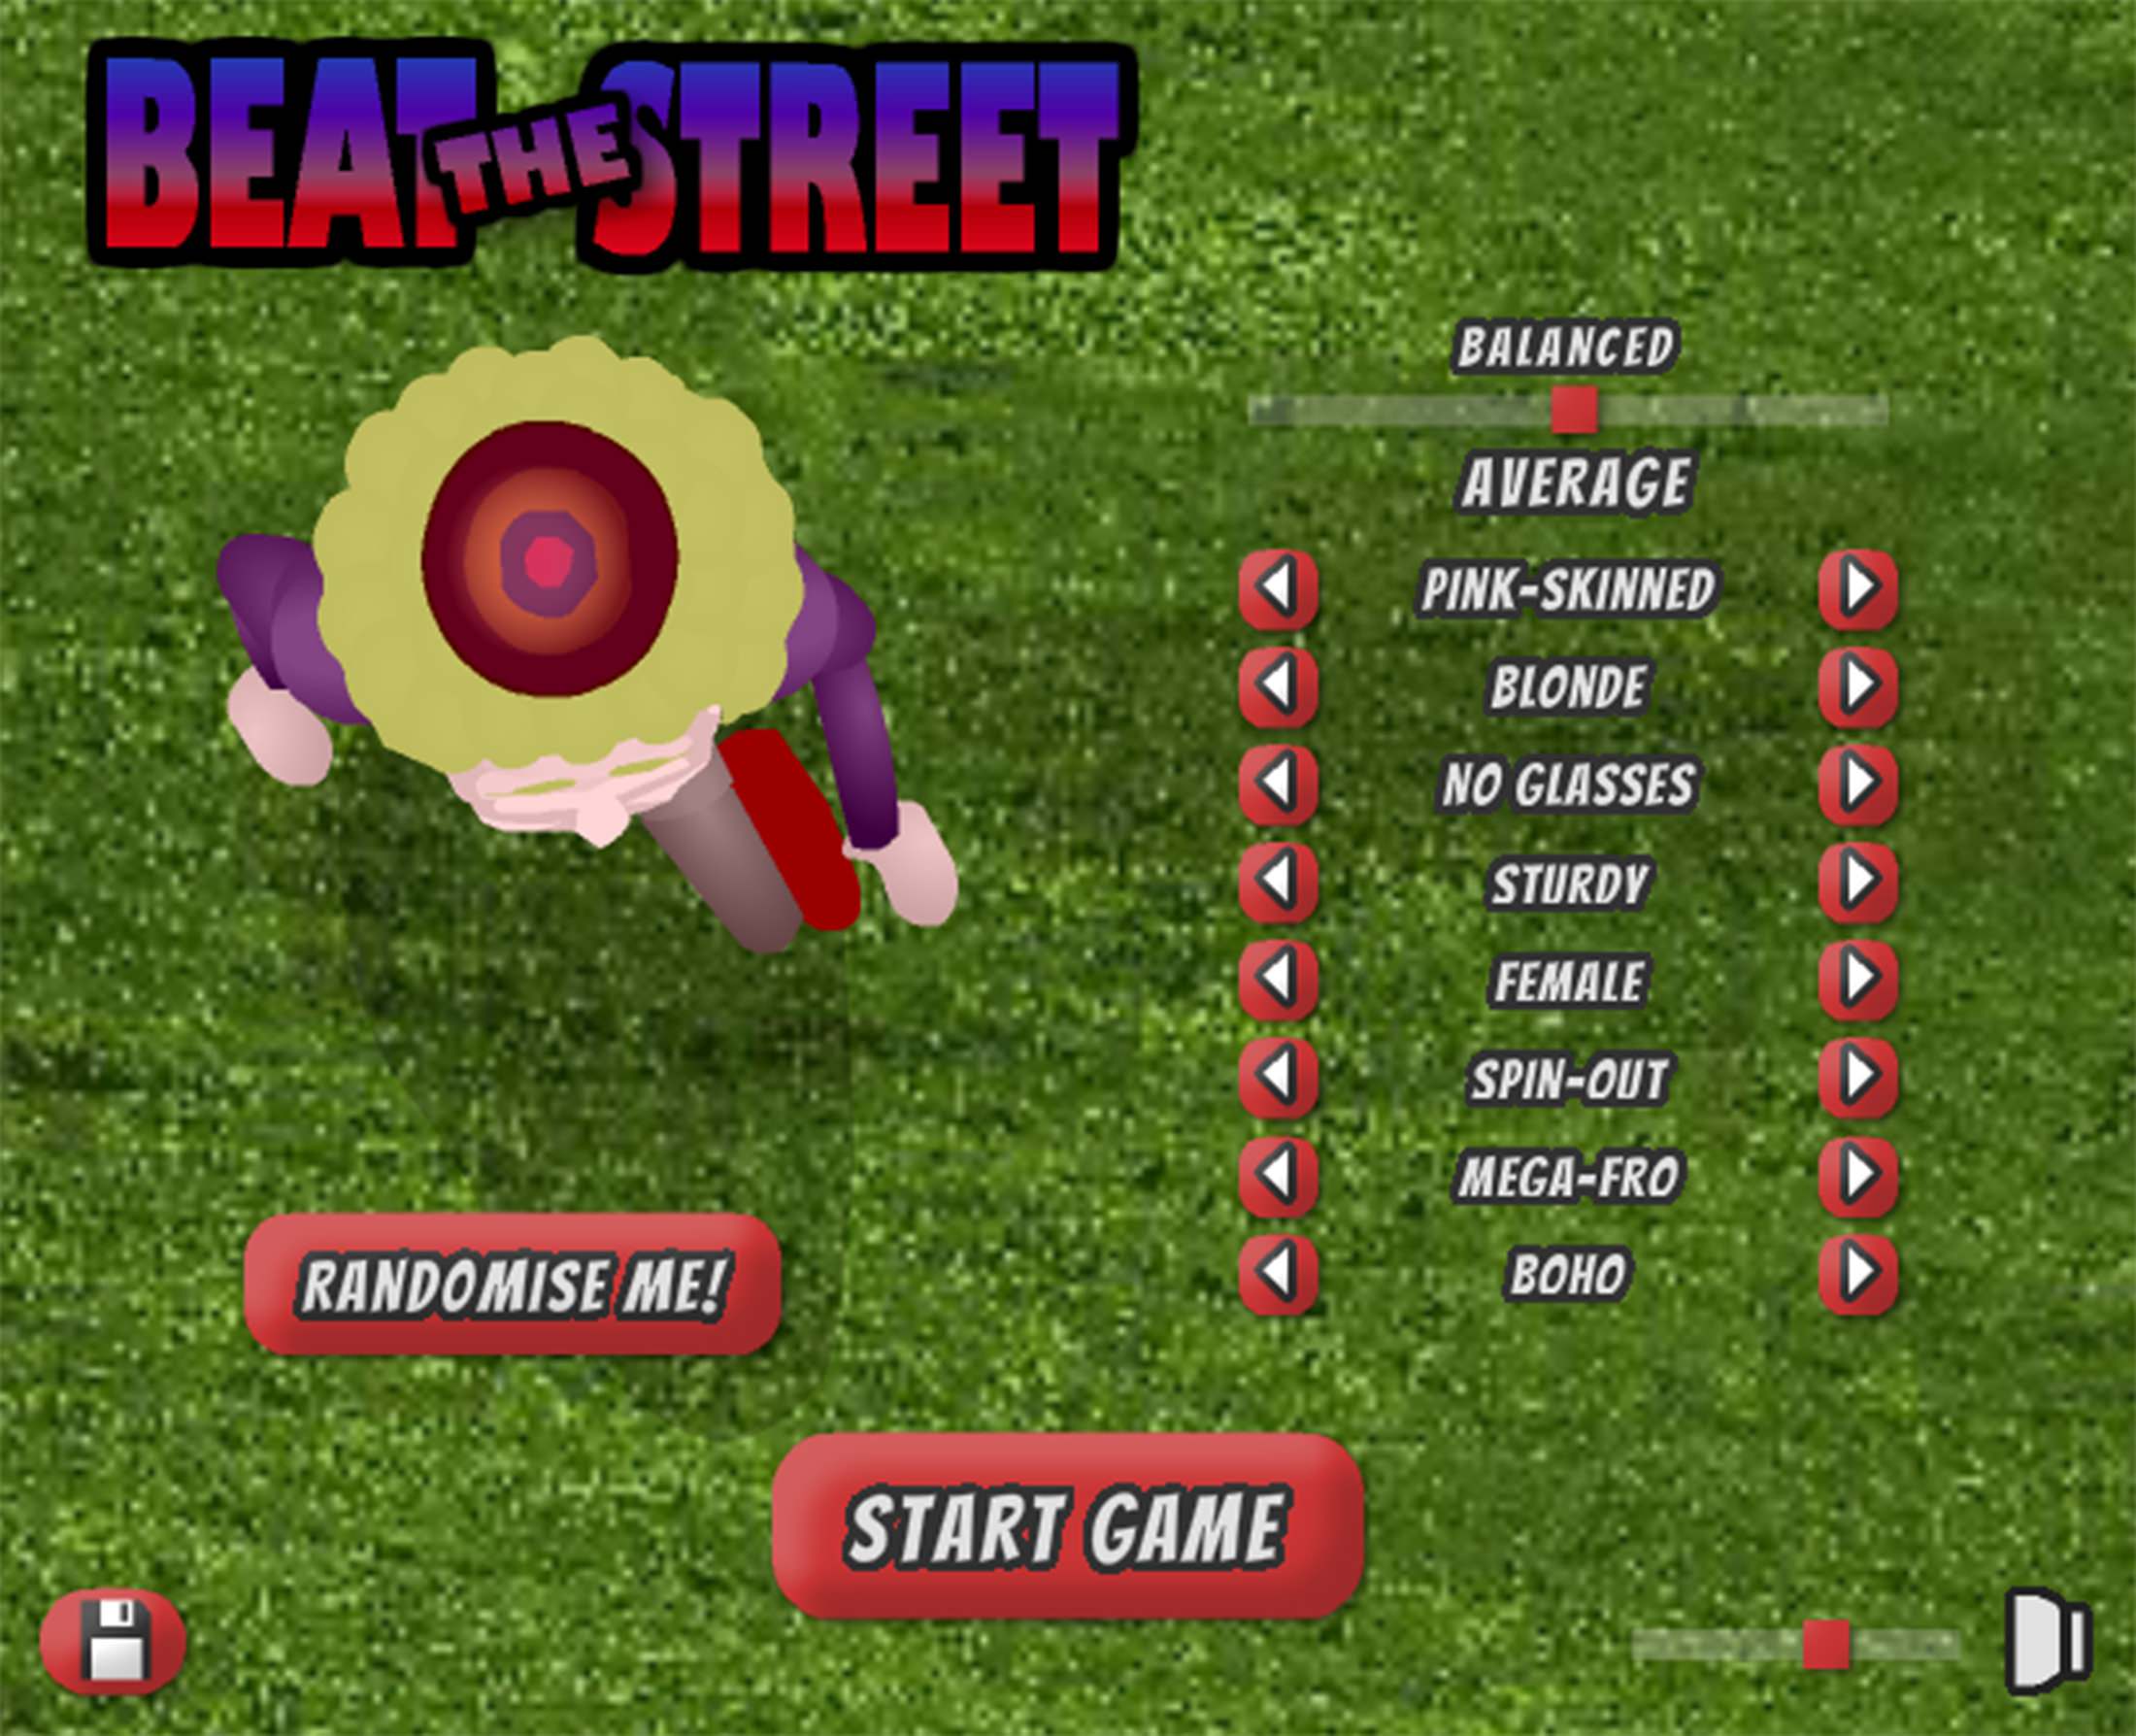 BEAT THE STREET
BALANCED
AVERAGE
PINK-SKINNED
BLONDE
NO GLASSES
STURDY
FEMALE
SPIN-OUT
MEGA-FRO
BOHO
RANDOMISE ME!
START GAME